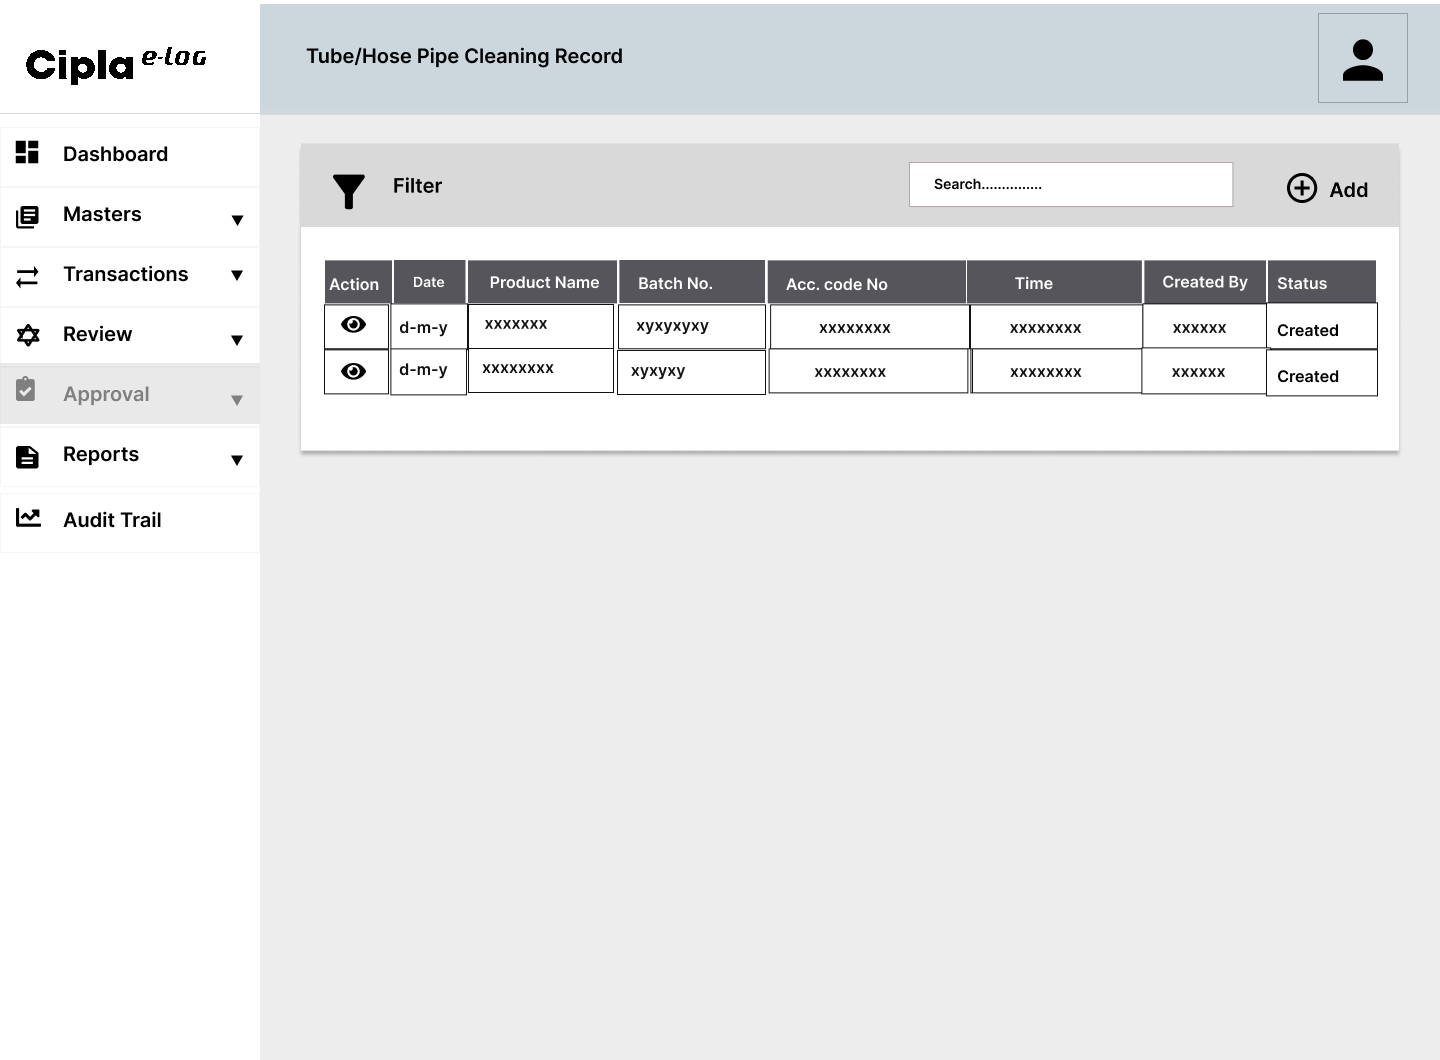 Cipla e-log
Tube/Hose Pipe Cleaning Record
Dashboard
Masters
Transactions
Review
Approval
Reports
Audit Trail
Filter
Search...............
Add
Action Date Product Name Batch No. Acc. code No Time Created By Status
d-m-y xxxxxxx xyxyxyxy xxxxxxxx xxxxxxxx xxxxxx Created
d-m-y xxxxxxxx xyxyxy xxxxxxxx xxxxxxxx xxxxxx Created